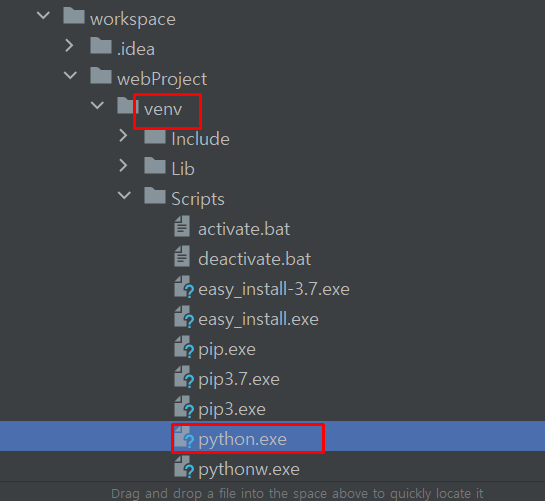 workspace
.idea
webProject
venv
Include
Lib
Scripts
activate.bat
deactivate.bat
easy_install-3.7.exe
easy_install.exe
pip.exe
pip3.7.exe
pip3.exe
python.exe
pythonw.exe
Drag and drop a file into the space above to quickly locate it